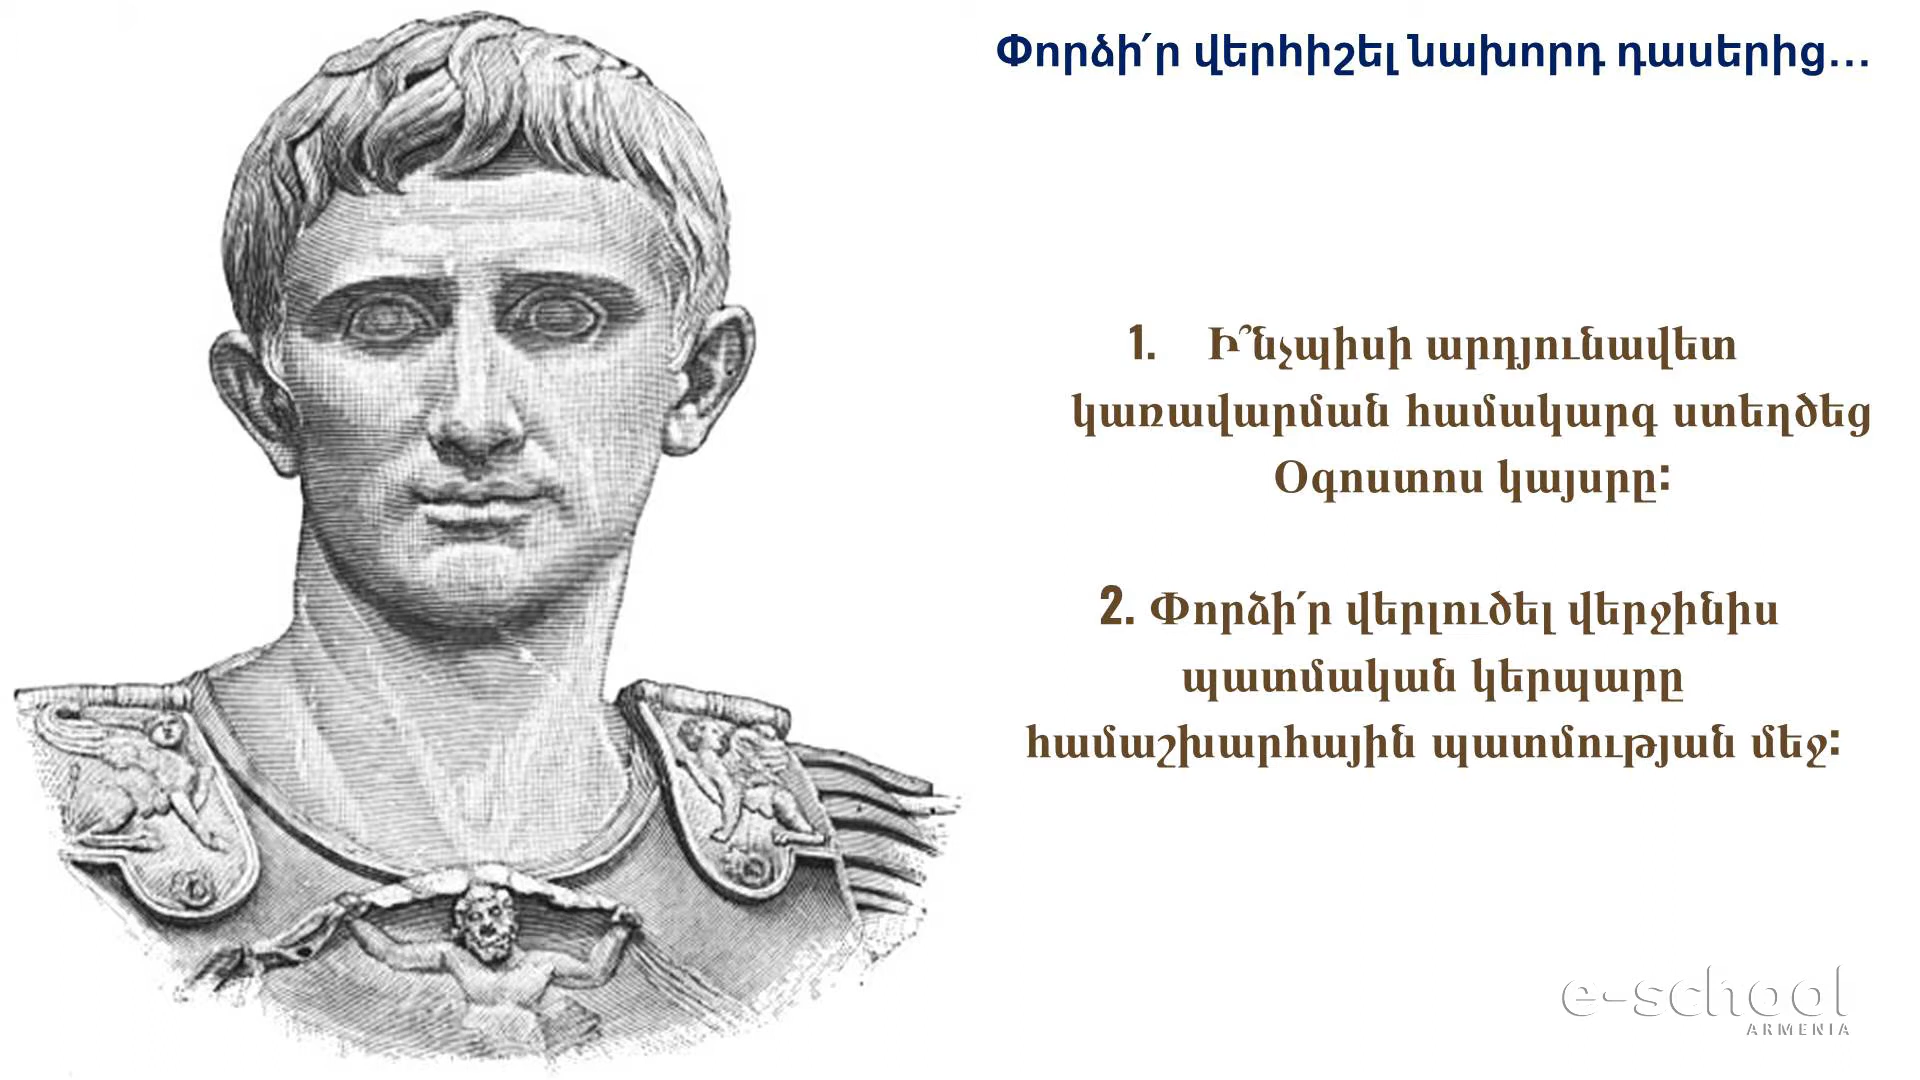 Փորձի՛ր վերհիշել նախորդ դասերից…
1. Ի՞նչպիսի արդյունավետ
կառավարման համակարգ ստեղծեց
Օգոստոս կայսրը:
2. Փորձի՛ր վերլուծել վերջինիս
պատմական կերպարը
համաշխարհային պատմության մեջ:
e-school
ARMENIA